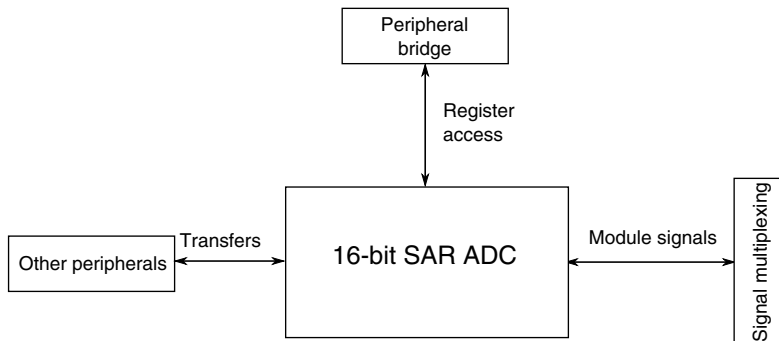 Peripheral
bridge
Register
access
Other peripherals
Transfers
16-bit SAR ADC
Module signals
Signal multiplexing